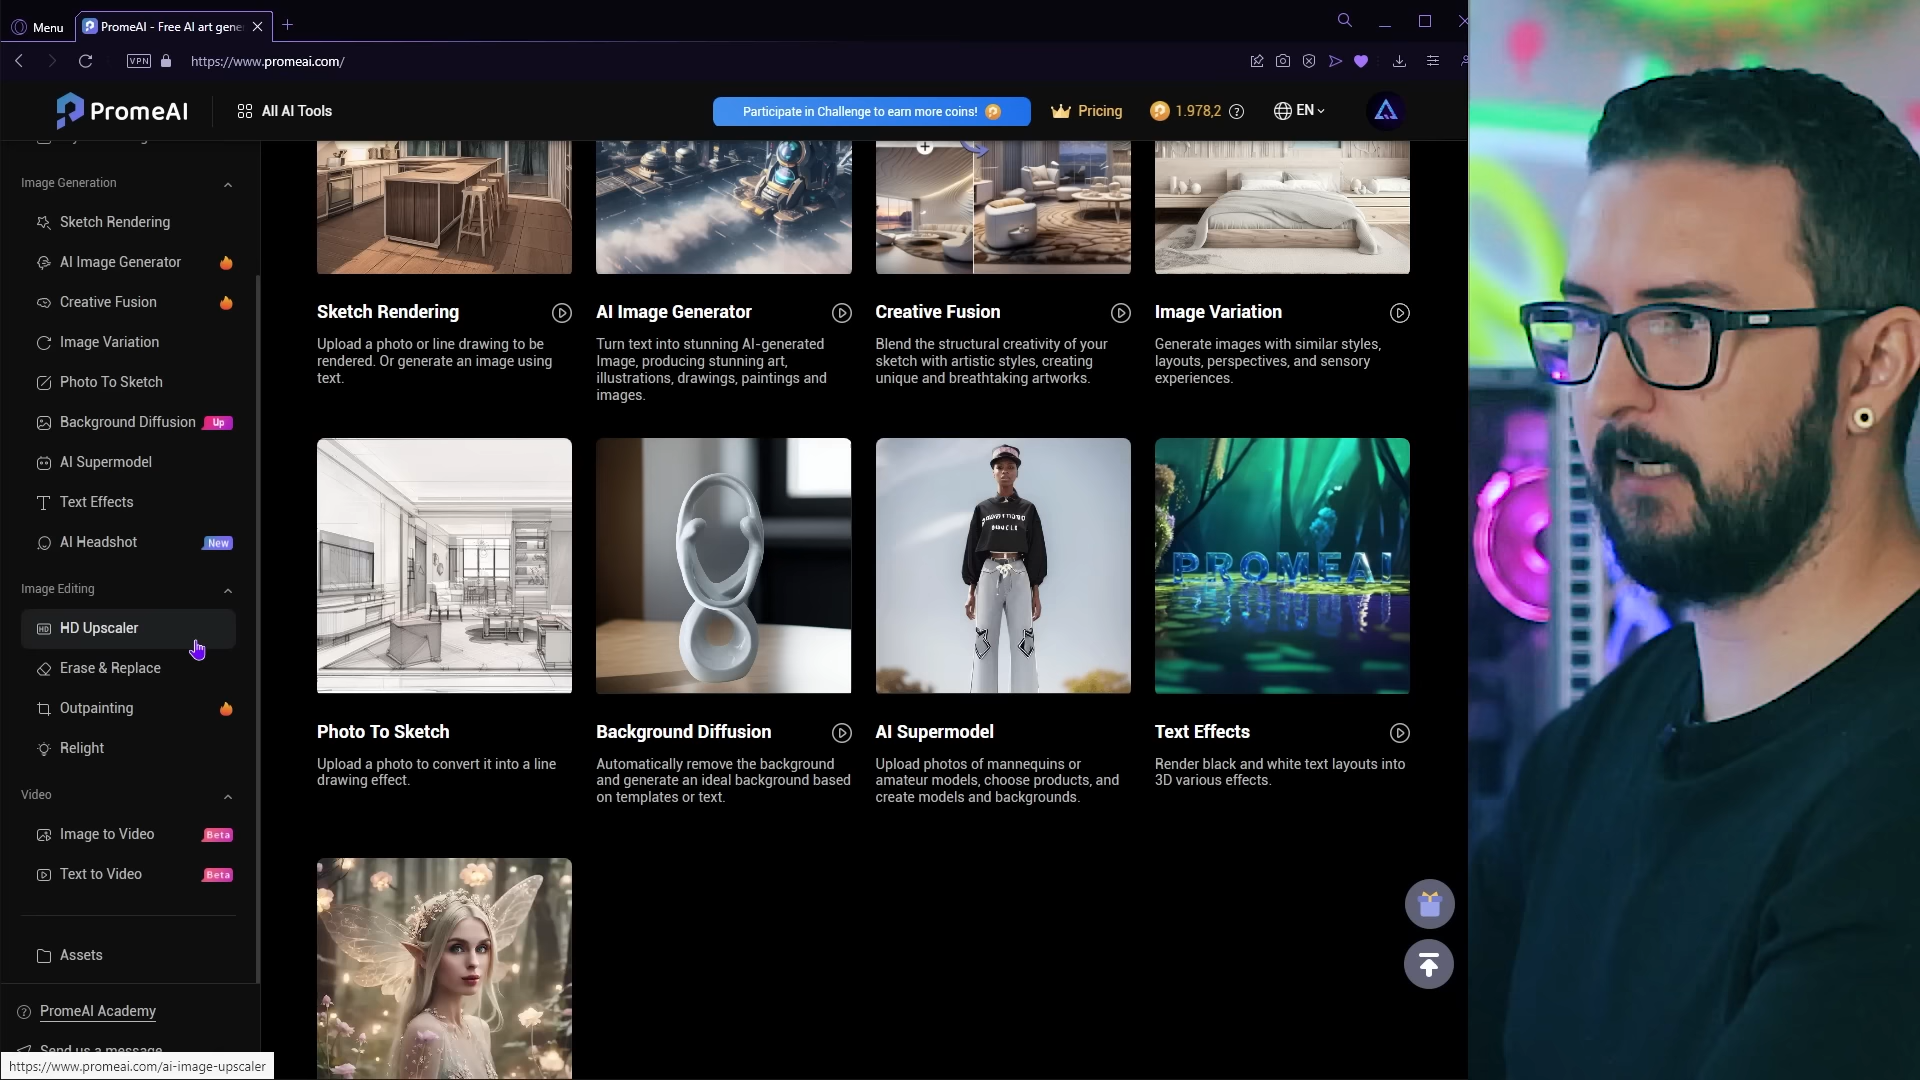 Menu
PromeAI - Free AI art gene
VPN
https://www.promeai.com/
PromeAI
All AI Tools
Participate in Challenge to earn more coins!
Pricing
1.978,2
EN
Image Generation
Sketch Rendering
AI Image Generator
Creative Fusion
Image Variation
Photo To Sketch
Background Diffusion
Up
AI Supermodel
Text Effects
AI Headshot
New
Image Editing
HD Upscaler
Erase & Replace
Outpainting
Relight
Video
Image to Video
Beta
Text to Video
Beta
Assets
PromeAI Academy
Send us a message
https://www.promeai.com/ai-image-upscaler
Sketch Rendering
Upload a photo or line drawing to be
rendered. Or generate an image using
text.
AI Image Generator
Turn text into stunning AI-generated
Image, producing stunning art,
illustrations, drawings, paintings and
images.
Creative Fusion
Blend the structural creativity of your
sketch with artistic styles, creating
unique and breathtaking artworks.
Image Variation
Generate images with similar styles,
layouts, perspectives, and sensory
experiences.
PROMEAI
Photo To Sketch
Upload a photo to convert it into a line
drawing effect.
Background Diffusion
Automatically remove the background
and generate an ideal background based
on templates or text.
AI Supermodel
Upload photos of mannequins or
amateur models, choose products, and
create models and backgrounds.
Text Effects
Render black and white text layouts into
3D various effects.